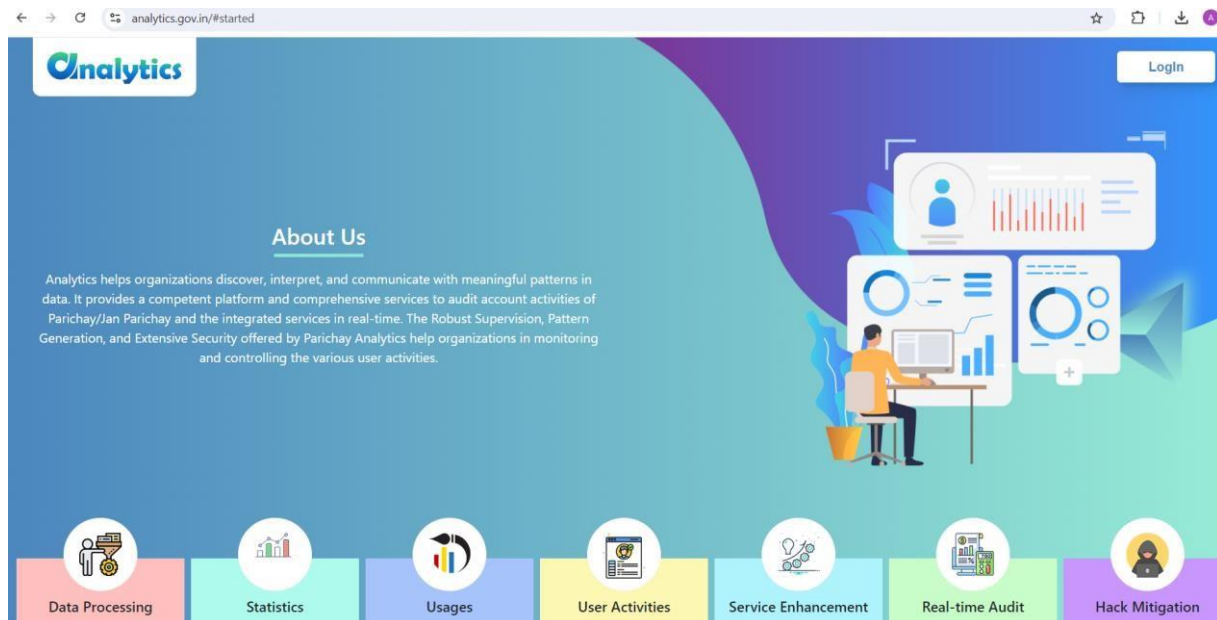 analytics.gov.in/#started
A
Analytics
LogIn
About Us
Analytics helps organizations discover, interpret, and communicate with meaningful patterns in
data. It provides a competent platform and comprehensive services to audit account activities of
Parichay/Jan Parichay and the integrated services in real-time. The Robust Supervision, Pattern
Generation, and Extensive Security offered by Parichay Analytics help organizations in monitoring
and controlling the various user activities.
Data Processing
Statistics
Usages
User Activities
Service Enhancement
Real-time Audit
Hack Mitigation